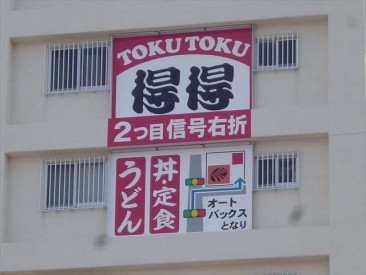 TOKU TOKU
得得
2つ目信号右折
うどん
丼定食
オート
バックス
となり